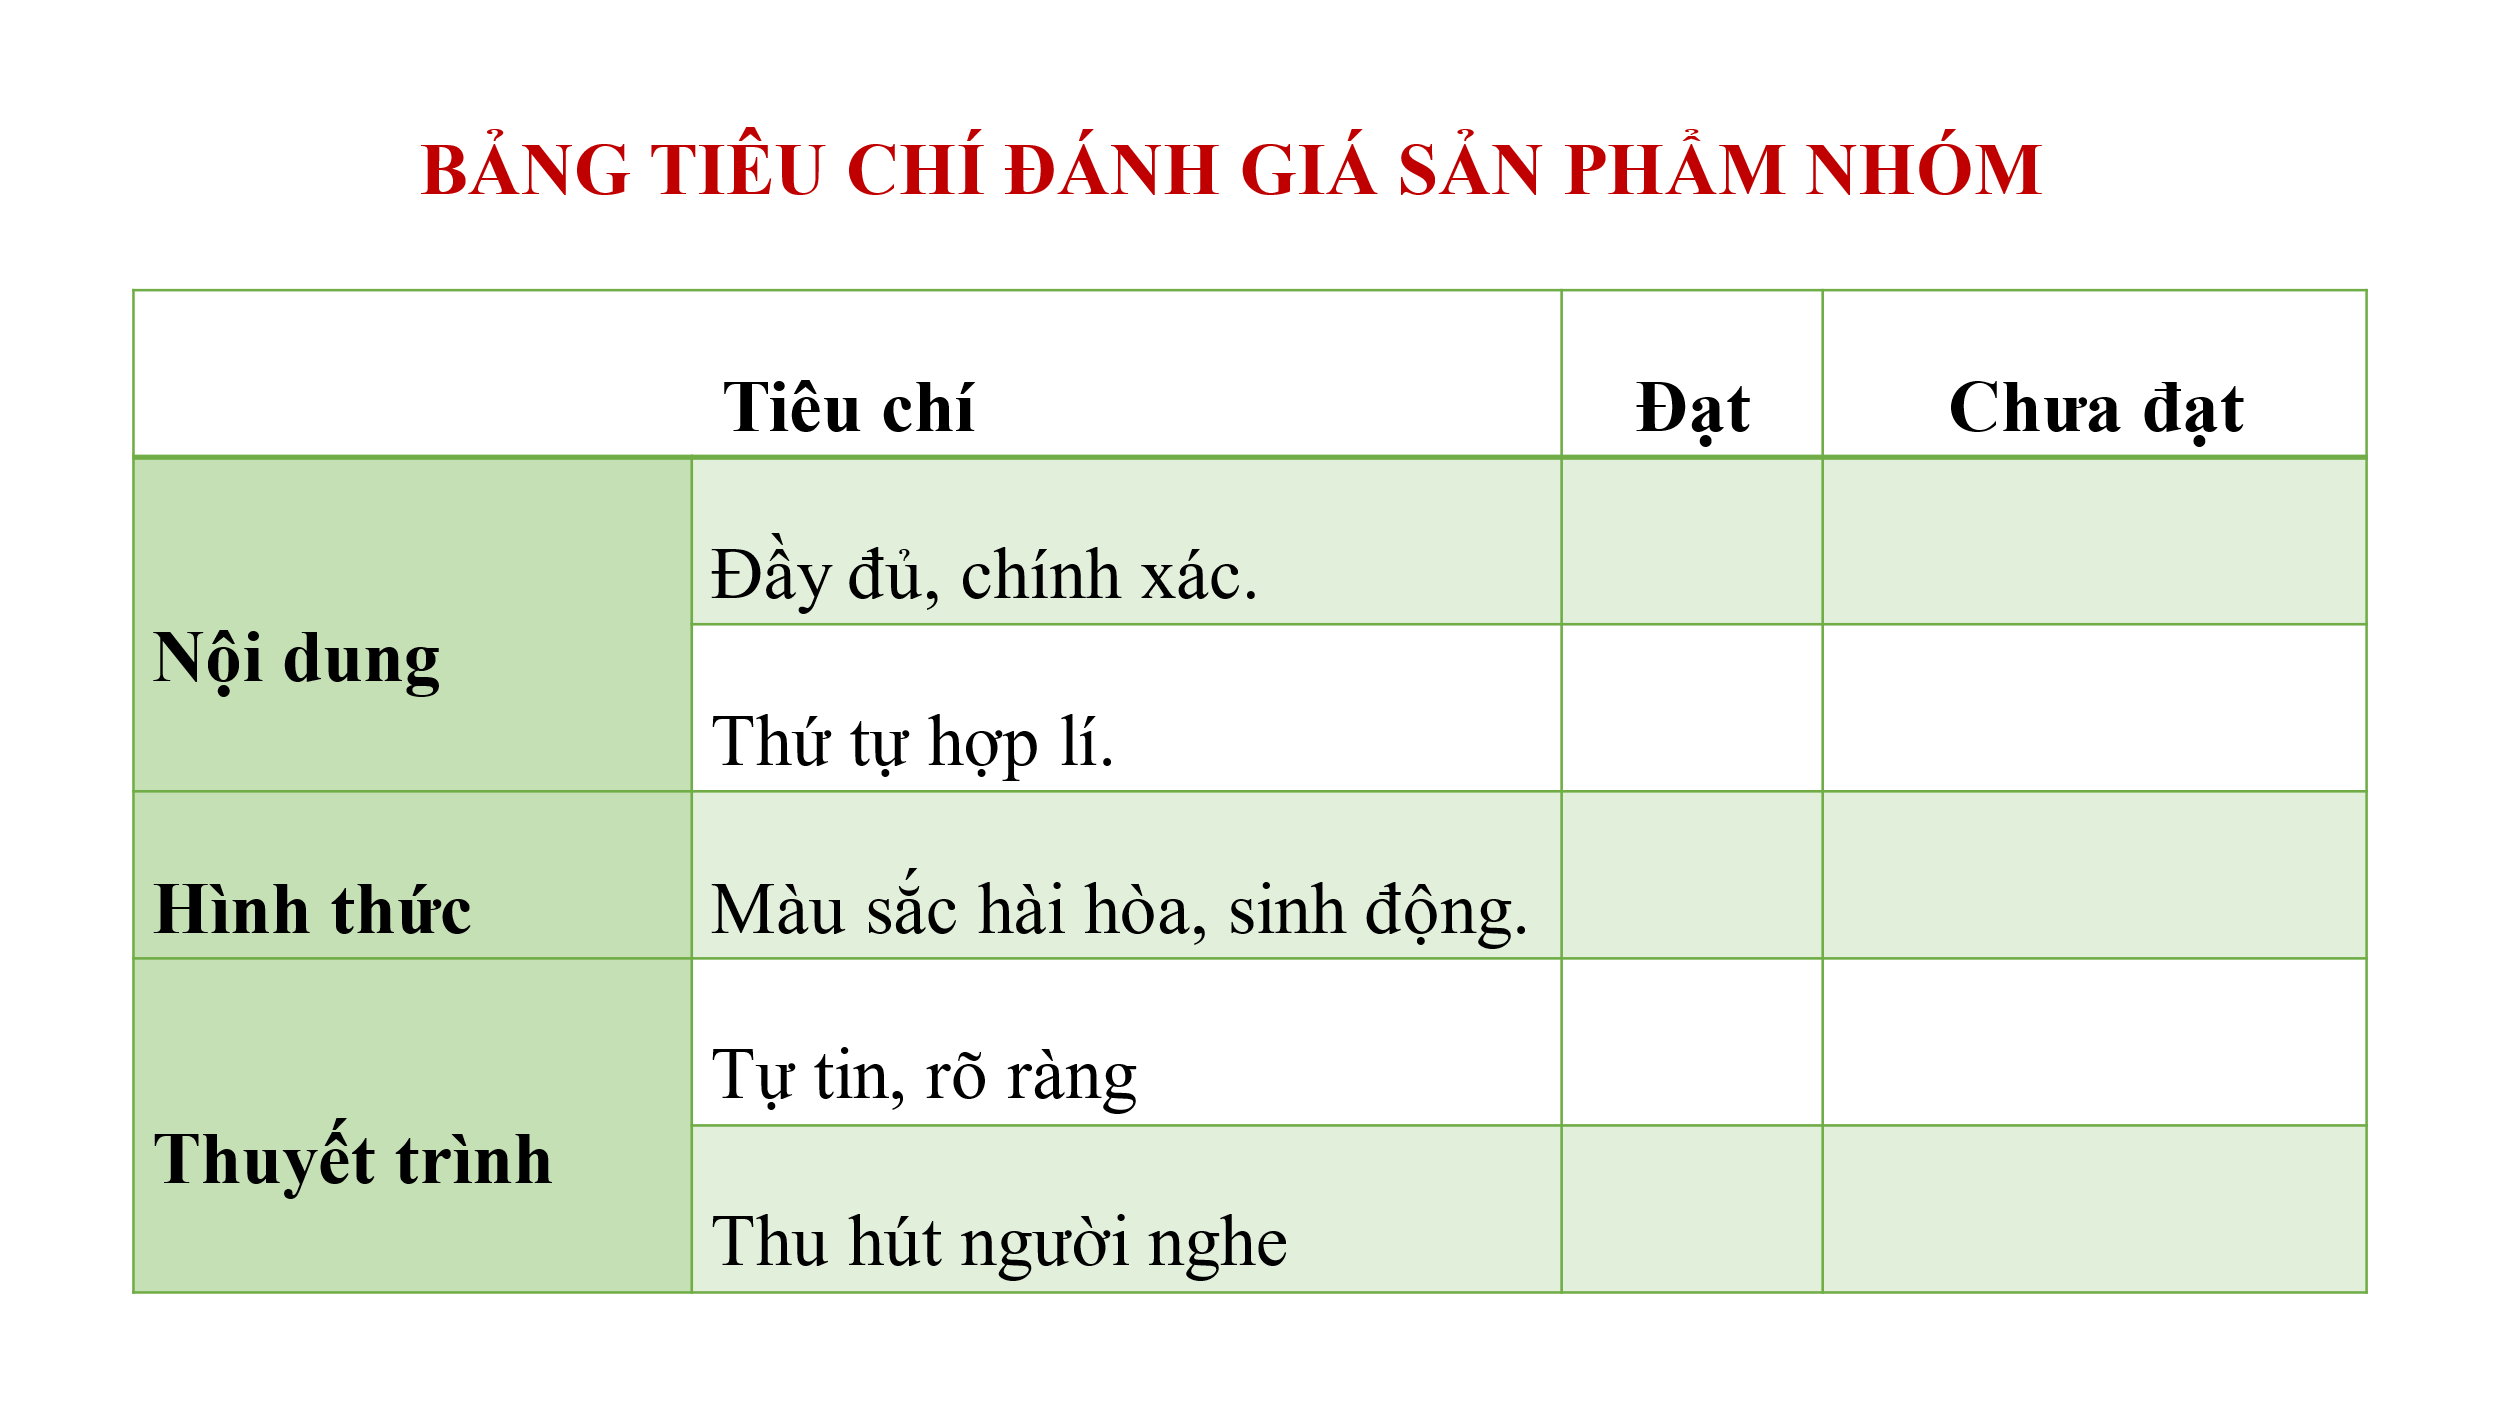 BẢNG TIÊU CHÍ ĐÁNH GIÁ SẢN PHẨM NHÓM
Tiêu chí Đạt Chưa đạt
Nội dung
Đầy đủ, chính xác.
Thứ tự hợp lí.
Hình thức
Màu sắc hài hòa, sinh động.
Thuyết trình
Tự tin, rõ ràng
Thu hút người nghe